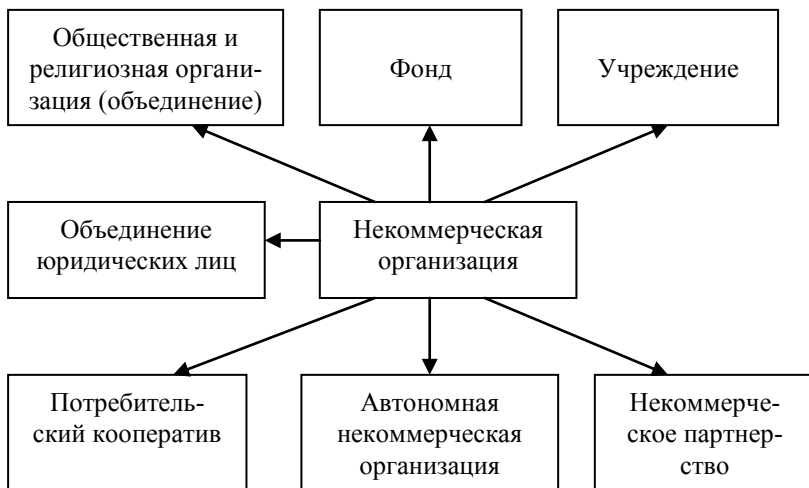 Общественная и
религиозная органи-
зация (объединение)
Фонд
Учреждение
Объединение
юридических лиц
Некоммерческая
организация
Потребитель-
ский кооператив
Автономная
некоммерческая
организация
Некоммерче-
ское партнер-
ство